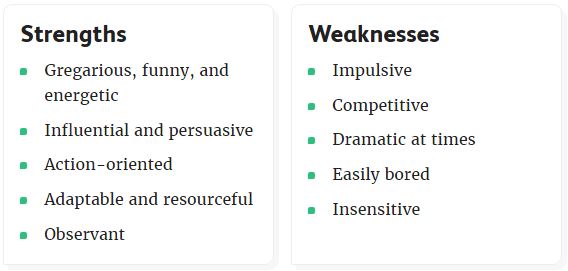 Strengths
Gregarious, funny, and
energetic
Influential and persuasive
Action-oriented
Adaptable and resourceful
Observant
Weaknesses
Impulsive
Competitive
Dramatic at times
Easily bored
Insensitive